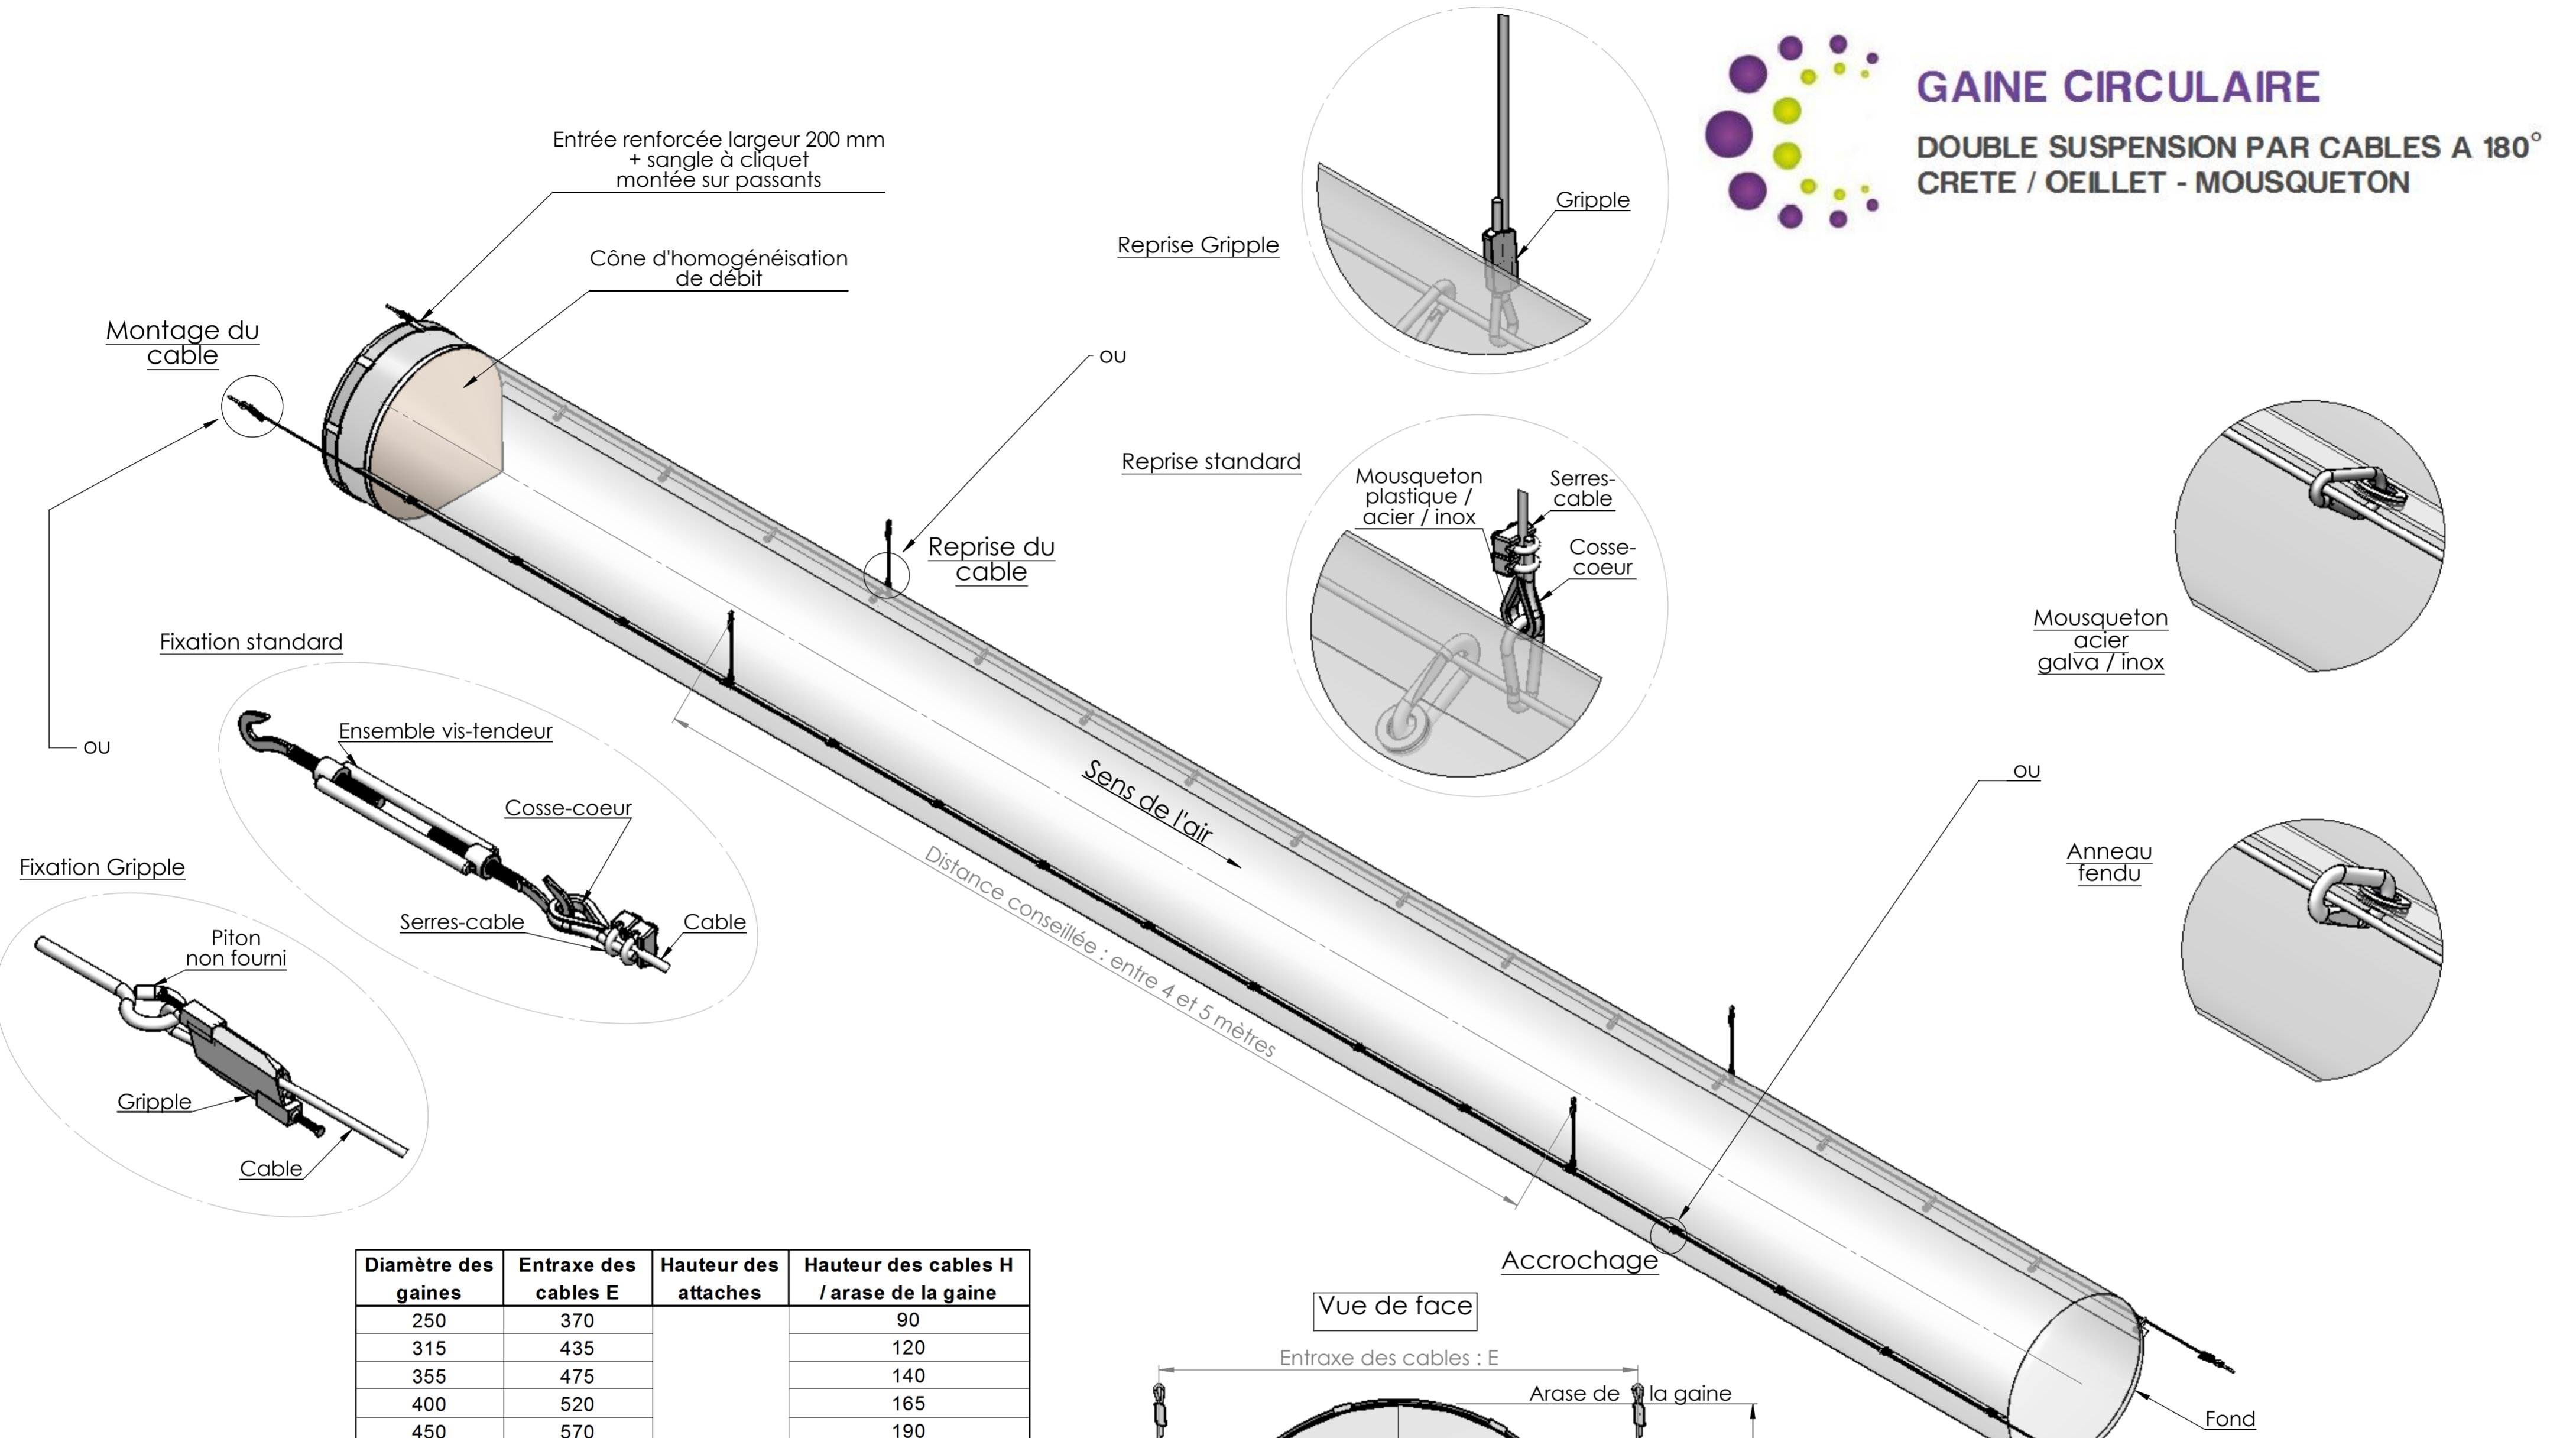 GAINE CIRCULAIRE
DOUBLE SUSPENSION PAR CABLES A 180°
CRETE / OEILLET - MOUSQUETON
Entrée renforcée largeur 200 mm
+ sangle à cliquet
montée sur passants
Cône d'homogénéisation
de débit
Montage du
cable
ou
Reprise Gripple
Gripple
ou
Reprise standard
Mousqueton
plastique /
acier / inox
Serres-
cable
Cosse-
coeur
Reprise du
cable
Mousqueton
acier
galva / inox
ou
Anneau
fendu
Fixation standard
Ensemble vis-tendeur
Cosse-coeur
Serres-cable
Cable
Fixation Gripple
Piton
non fourni
Gripple
Cable
Sens de l'air
Distance conseillée : entre 4 et 5 mètres
Accrochage
Diamètre des gaines | Entraxe des cables E | Hauteur des attaches | Hauteur des cables H / arase de la gaine
250 370 90
315 435 120
355 475 140
400 520 165
450 570 190
Vue de face
Entraxe des cables : E
Arase de la gaine
Fond